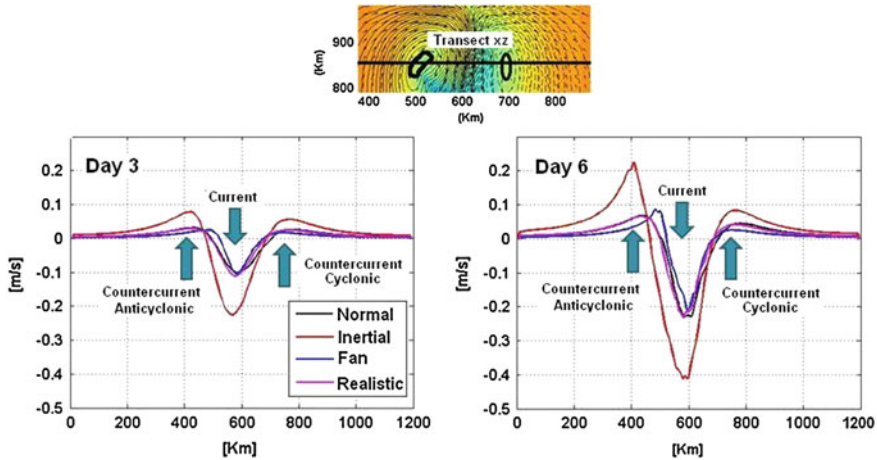 Transect xz
(Km)
900
800
400 500 600 700 800
(Km)
Day 3
Current
Countercurrent
Anticyclonic
Countercurrent
Cyclonic
Normal
Inertial
Fan
Realistic
[m/s]
0.2
0.1
0
-0.1
-0.2
-0.3
-0.4
-0.5
0 200 400 600 800 1000 1200
[Km]
Day 6
Current
Countercurrent
Anticyclonic
Countercurrent
Cyclonic
[m/s]
0.2
0.1
0
-0.1
-0.2
-0.3
-0.4
-0.5
0 200 400 600 800 1000 1200
[Km]